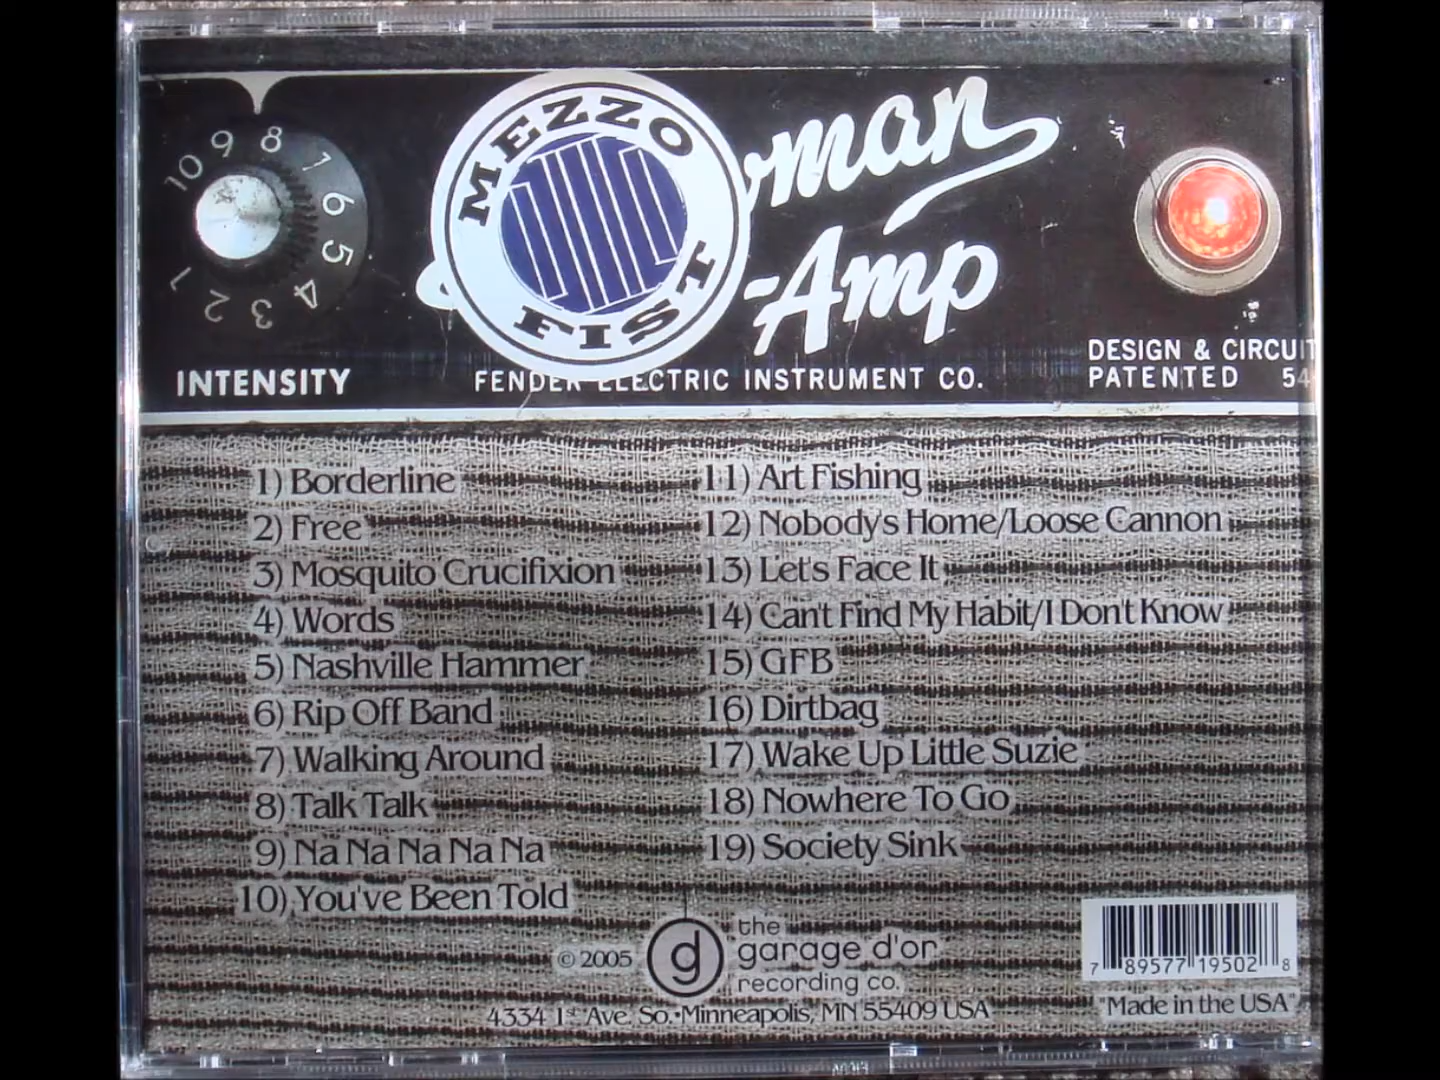 MEZZO
FIST
man
-Amp
10 9 8 7 6 5 4 3 2 1
INTENSITY
FENDER ELECTRIC INSTRUMENT CO.
DESIGN & CIRCUIT
PATENTED 54
1) Borderline
2) Free
3) Mosquito Crucifixion
4) Words
5) Nashville Hammer
6) Rip Off Band
7) Walking Around
8) Talk Talk
9) Na Na Na Na Na
10) You've Been Told
11) Art Fishing
12) Nobody's Home/Loose Cannon
13) Let's Face It
14) Can't Find My Habit/I Don't Know
15) GFB
16) Dirtbag
17) Wake Up Little Suzie
18) Nowhere To Go
19) Society Sink
© 2005
g
the
garage d'or
recording co.
4334 1st Ave. So.•Minneapolis, MN 55409 USA
7 89577 19502 8
"Made in the USA"